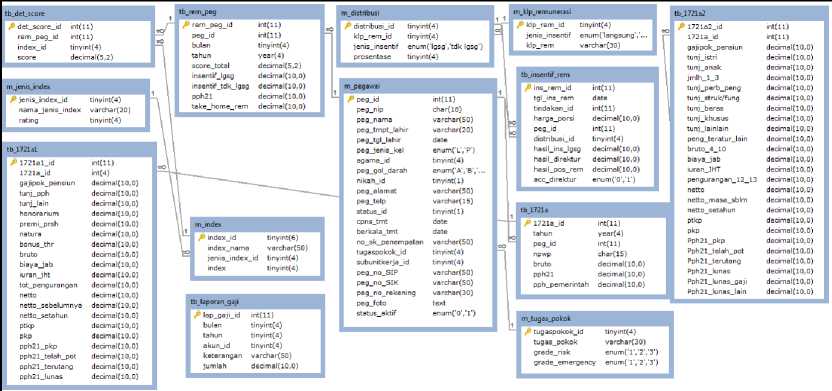 tb_det_score
det_score_id int(11)
rem_peg_id int(11)
index_id tinyint(4)
score decimal(5,2)
m_jenis_index
jenis_index_id tinyint(4)
nama_jenis_index varchar(20)
rating tinyint(4)
tb_1721a1
1721a1_id int(11)
1721a_id int(4)
gajipok_pensiun decimal(10,0)
tunj_pph decimal(10,0)
tunj_lain decimal(10,0)
honorarium decimal(10,0)
premi_prsh decimal(10,0)
natura decimal(10,0)
bonus_thr decimal(10,0)
bruto decimal(10,0)
biaya_jab decimal(10,0)
iuran_jht decimal(10,0)
tot_pengurangan decimal(10,0)
netto decimal(10,0)
netto_sebelumnya decimal(10,0)
netto_setahun decimal(10,0)
ptkp decimal(10,0)
pkp decimal(10,0)
pph21_pkp decimal(10,0)
pph21_telah_pot decimal(10,0)
pph21_terutang decimal(10,0)
pph21_lunas decimal(10,0)
tb_rem_peg
rem_peg_id int(11)
peg_id int(11)
bulan tinyint(4)
tahun year(4)
score_total decimal(5,2)
insentif_lgsg decimal(10,0)
insentif_tdk_lgsg decimal(10,0)
pph21 decimal(10,0)
take_home_rem decimal(10,0)
m_index
index_id tinyint(6)
index_nama varchar(50)
jenis_index_id tinyint(4)
index tinyint(4)
tb_laporan_gaji
lap_gaji_id int(11)
bulan tinyint(4)
tahun tinyint(4)
akun_id tinyint(4)
keterangan varchar(50)
jumlah decimal(10,0)
m_distribusi
distribusi_id tinyint(4)
klp_rem_id tinyint(4)
jenis_insentif enum('lgsg','tdk lgsg')
prosentase tinyint(4)
m_pegawai
peg_id int(11)
peg_nip char(18)
peg_nama varchar(50)
peg_tmpt_lahir varchar(20)
peg_tgl_lahir date
peg_jenis_kel enum('L','P')
agama_id tinyint(4)
peg_gol_darah enum('A','B',...
nikah_id tinyint(1)
peg_alamat varchar(50)
peg_telp varchar(15)
status_id tinyint(1)
cpns_tmt date
berkala_tmt date
no_sk_penempatan varchar(50)
tugaspokok_id tinyint(4)
subunitkerja_id tinyint(4)
peg_no_SIP varchar(50)
peg_no_SIK varchar(50)
peg_no_rekening varchar(30)
peg_foto text
status_aktif enum('0','1')
m_klp_remunerasi
klp_rem_id tinyint(4)
jenis_insentif enum('langsung',...
klp_rem varchar(30)
tb_insentif_rem
ins_rem_id int(11)
tgl_ins_rem date
tindakan_id int(11)
harga_porsi decimal(10,0)
peg_id int(11)
distribusi_id tinyint(4)
hasil_ins_lgsg decimal(10,0)
hasil_direktur decimal(10,0)
hasil_pos_rem decimal(10,0)
acc_direktur enum('0','1')
tb_1721a
1721a_id int(11)
tahun year(4)
peg_id int(11)
npwp char(15)
bruto decimal(10,0)
pph21 decimal(10,0)
pph_pemerintah decimal(10,0)
m_tugas_pokok
tugaspokok_id tinyint(4)
tugas_pokok varchar(30)
grade_risk enum('1','2','3')
grade_emergency enum('1','2','3')
tb_1721a2
1721a2_id int(11)
1721a_id int(11)
gajipok_pensiun decimal(10,0)
tunj_istri decimal(10,0)
tunj_anak decimal(10,0)
jmlh_1_3 decimal(10,0)
tunj_perb_peng decimal(10,0)
tunj_struk/fung decimal(10,0)
tunj_beras decimal(10,0)
tunj_khusus decimal(10,0)
tunj_lainlain decimal(10,0)
peng_teratur_lain decimal(10,0)
bruto_4_10 decimal(10,0)
biaya_jab decimal(10,0)
iuran_JHT decimal(10,0)
pengurangan_12_13 decimal(10,0)
netto decimal(10,0)
netto_masa_sblm decimal(10,0)
netto_setahun decimal(10,0)
ptkp decimal(10,0)
pkp decimal(10,0)
Pph21_pkp decimal(10,0)
Pph21_telah_pot decimal(10,0)
Pph21_terutang decimal(10,0)
Pph21_lunas decimal(10,0)
Pph21_lunas_gaji decimal(10,0)
Pph21_lunas_lain decimal(10,0)